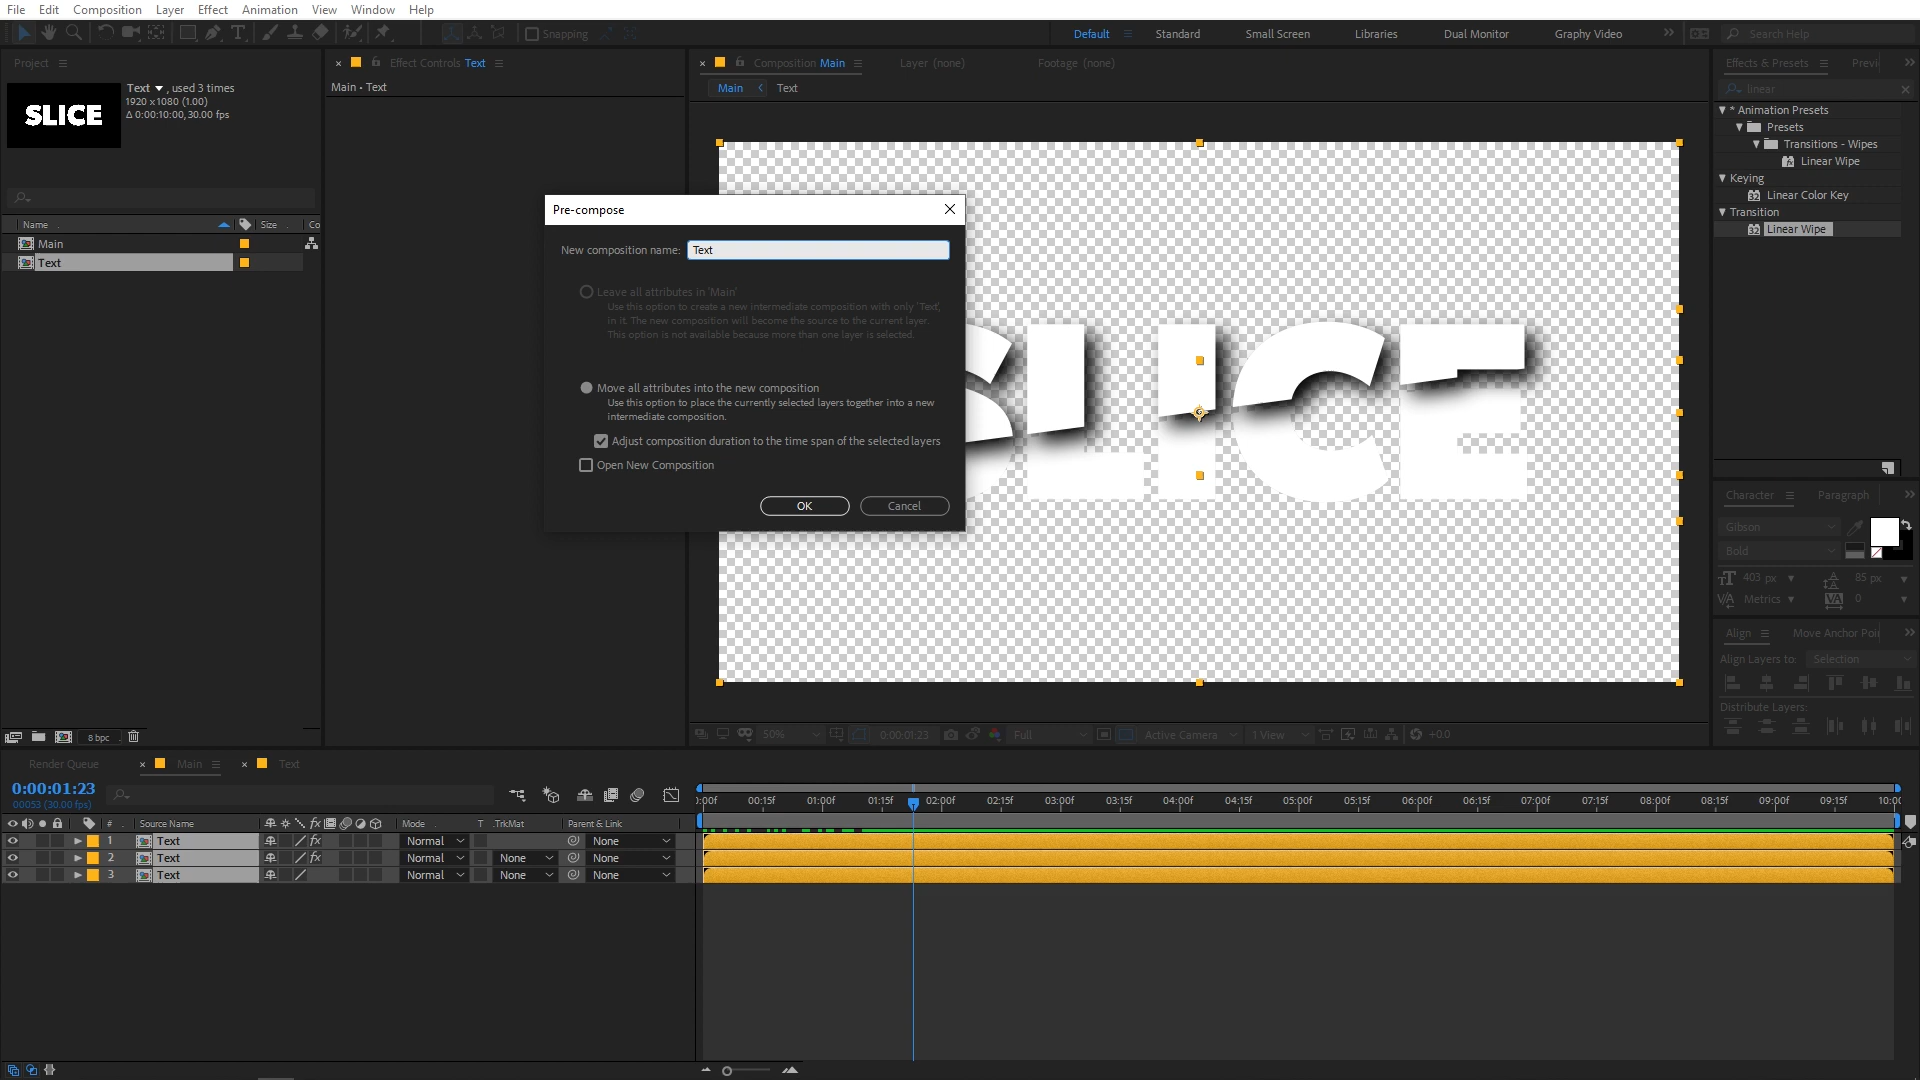 File Edit Composition Layer Effect Animation View Window Help
Snapping
Default Standard Small Screen Libraries Dual Monitor Graphy Video Search Help
Project
Text , used 3 times
1920 x1080 (1.00)
Δ 0:00:10:00, 30.00 fps
SLICE
Name Size Co
Main
Text
8 bpc
Effect Controls Text
Main • Text
Composition Main Layer (none) Footage (none)
Main Text
SLICE
Pre-compose
New composition name: Text
Leave all attributes in 'Main'
Use this option to create a new intermediate composition with only 'Text',
in it. The new composition will become the source to the current layer.
This option is not available because more than one layer is selected.
Move all attributes into the new composition
Use this option to place the currently selected layers together into a new
intermediate composition.
Adjust composition duration to the time span of the selected layers
Open New Composition
OK Cancel
50% 0:00:01:23 Full Active Camera 1 View +0.0
Effects & Presets Previ
linear
* Animation Presets
Presets
Transitions - Wipes
Linear Wipe
Keying
32 Linear Color Key
Transition
32 Linear Wipe
Character Paragraph
Gibson
Bold
403 px 85 px
Metrics 0
Align Move Anchor Poi
Align Layers to: Selection
Distribute Layers:
Render Queue Main Text
0:00:01:23
00053 (30.00 fps)
:00f 00:15f 01:00f 01:15f 02:00f 02:15f 03:00f 03:15f 04:00f 04:15f 05:00f 05:15f 06:00f 06:15f 07:00f 07:15f 08:00f 08:15f 09:00f 09:15f 10:00
# Source Name fx Mode T .TrkMat Parent & Link
1 Text fx Normal None
2 Text fx Normal None None
3 Text Normal None None